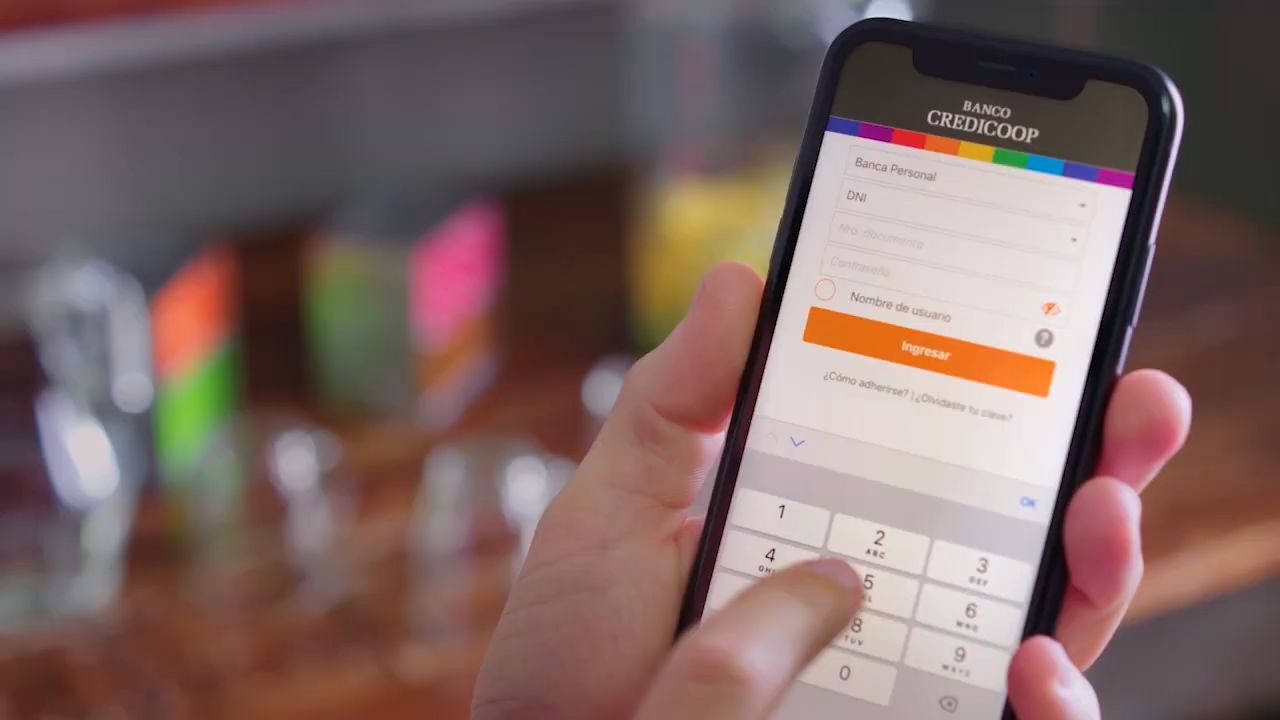 BANCO
CREDICOOP
Banca Personal
DNI
Nro. documento
Contraseña
Nombre de usuario
?
Ingresar
¿Cómo adherirse? | ¿Olvidaste tu clave?
OK
1
2
ABC
3
DEF
4
5
6
MNO
8
TUV
9
WXYZ
0